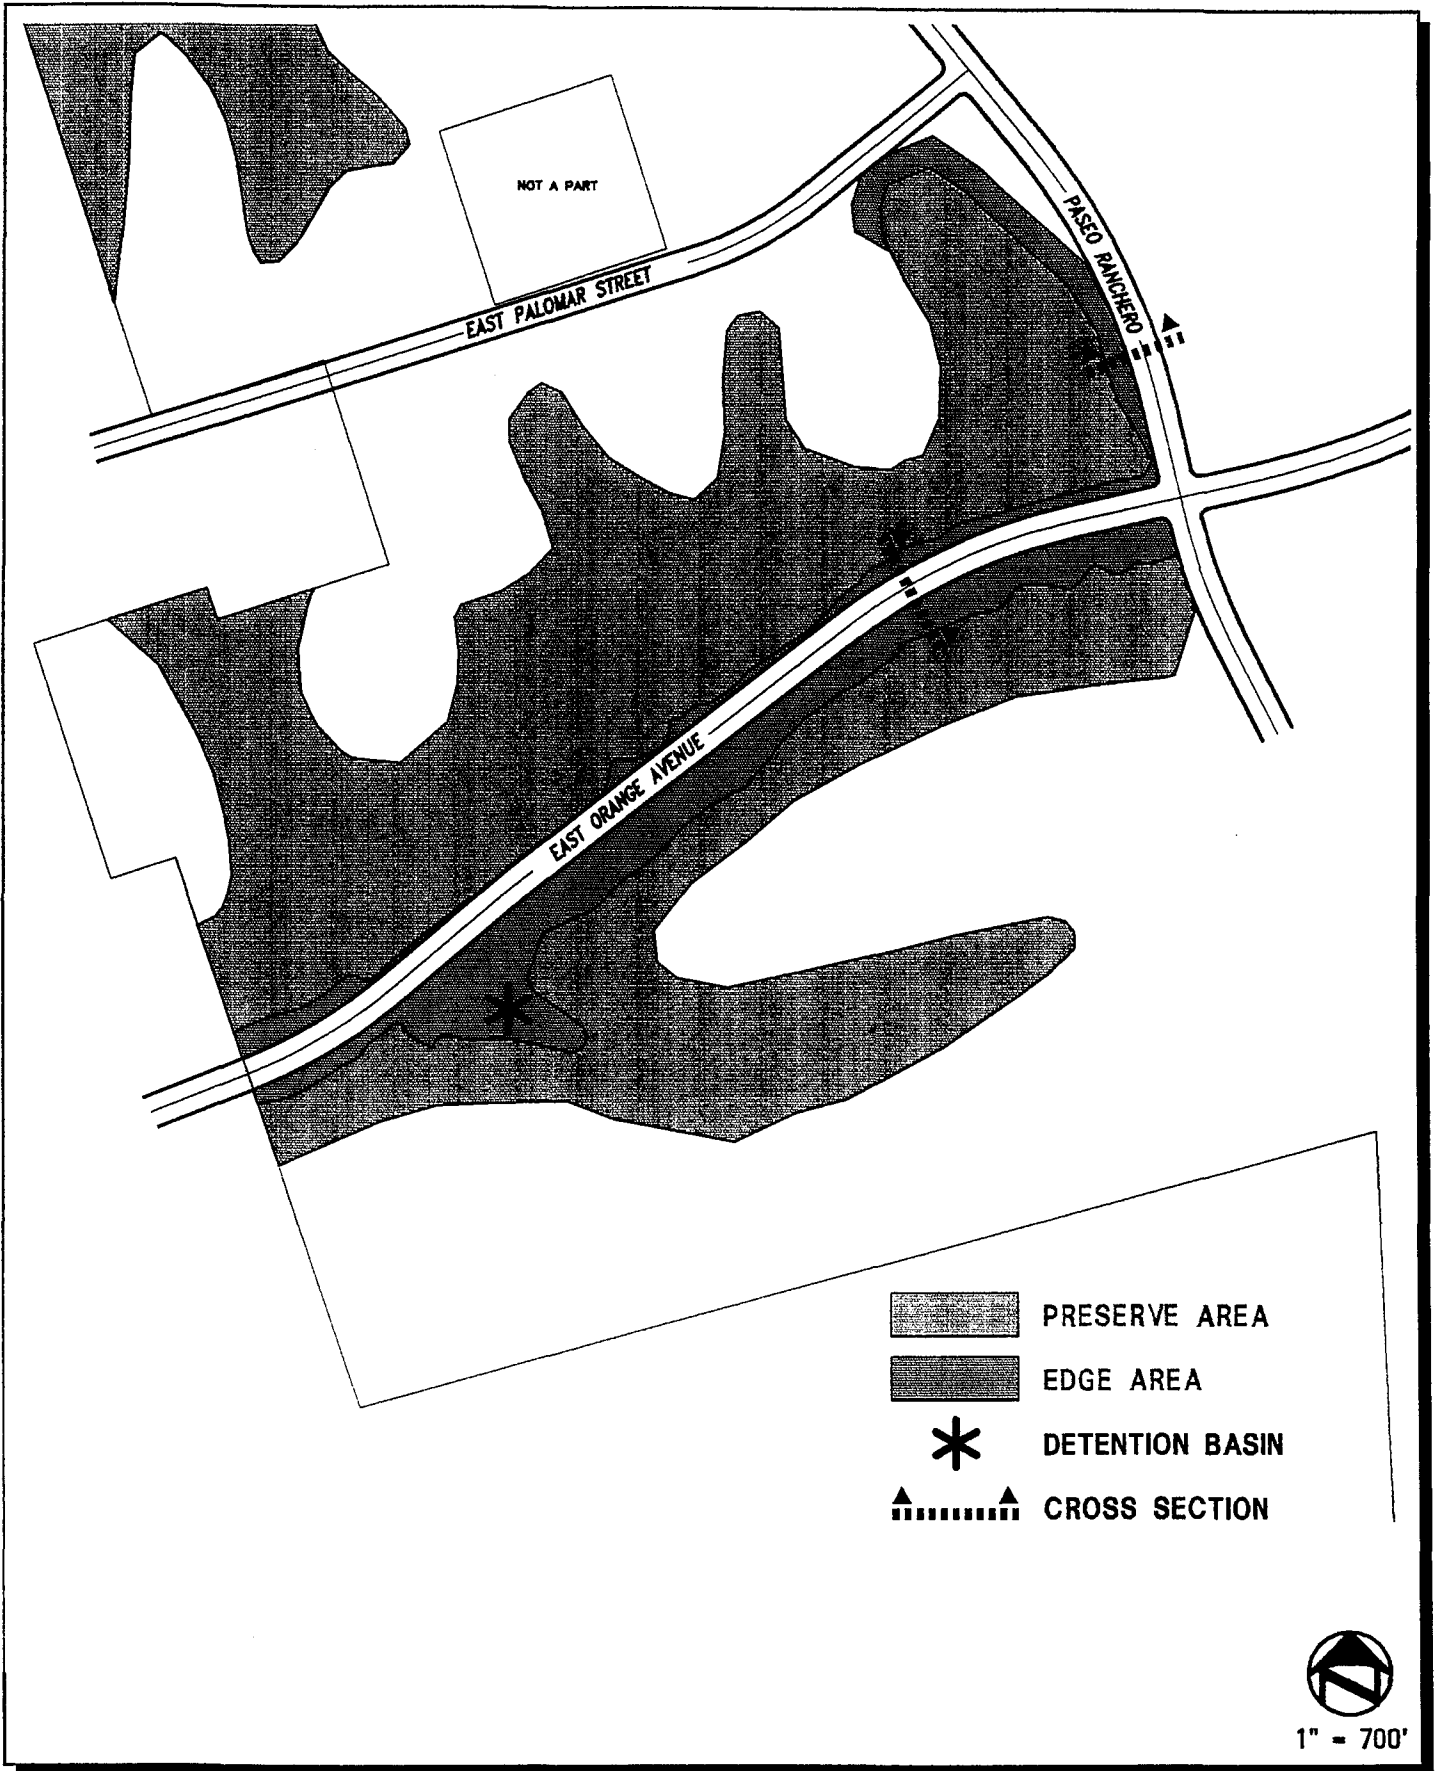 NOT A PART
PASEO RANCHERO
EAST PALOMAR STREET
EAST ORANGE AVENUE
PRESERVE AREA
EDGE AREA
DETENTION BASIN
CROSS SECTION
1" = 700'